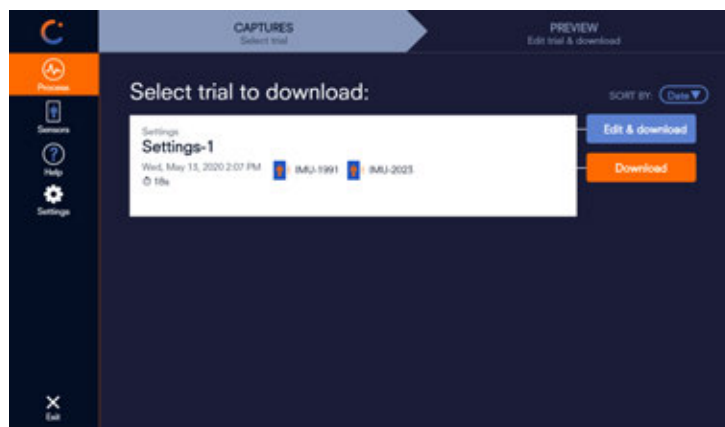 CAPTURES
Select trial
PREVIEW
Edit trial & download
Process
Sensors
Help
Settings
Exit
Select trial to download:
SORT BY: Date▼
Settings
Settings-1
Wed, May 13, 2020 2:07 PM IMU-1991 IMU-2023
18s
Edit & download
Download